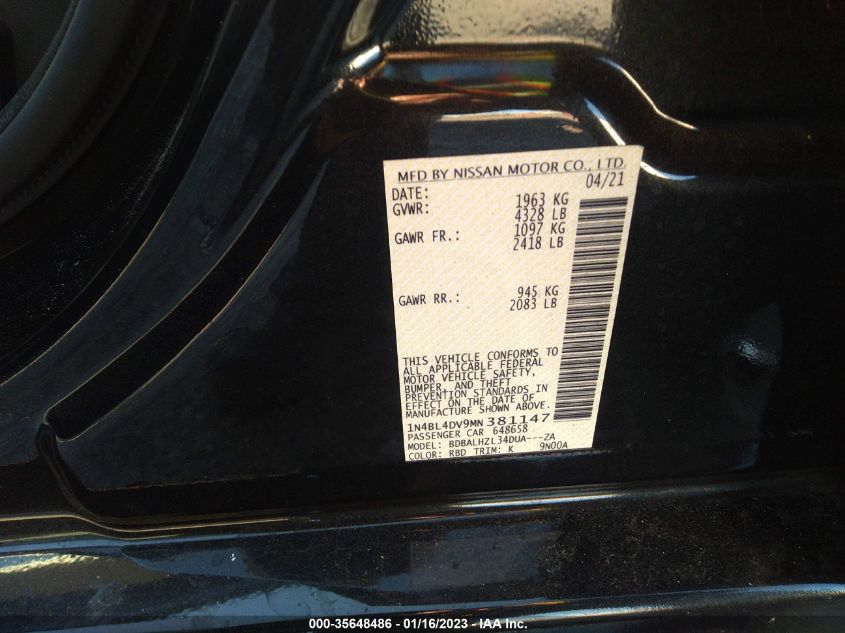 MFD BY NISSAN MOTOR CO., LTD.
DATE: 04/21
GVWR: 1963 KG
4328 LB
GAWR FR.: 1097 KG
2418 LB
GAWR RR.: 945 KG
2083 LB
THIS VEHICLE CONFORMS TO
ALL APPLICABLE FEDERAL
MOTOR VEHICLE SAFETY,
BUMPER, AND THEFT
PREVENTION STANDARDS IN
EFFECT ON THE DATE OF
MANUFACTURE SHOWN ABOVE.
1N4BL4DV9MN381147
PASSENGER CAR 648658
MODEL: BDBALHZL34DUA---ZA
COLOR: RBD TRIM: K 9N00A
000-35648486 - 01/16/2023 - IAA Inc.